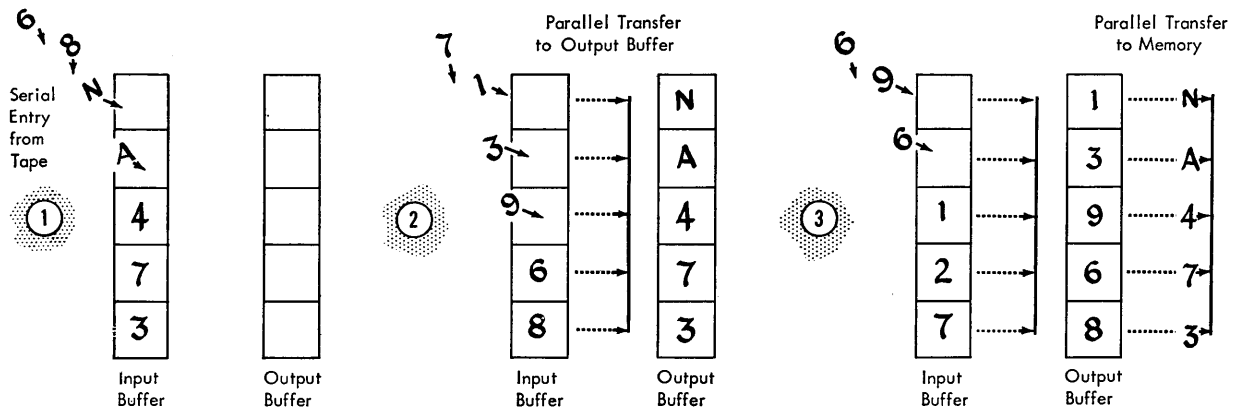 Serial
Entry
from
Tape
6
8
N
A
4
7
3
1
Input
Buffer
Output
Buffer
Parallel Transfer
to Output Buffer
7
1
3
9
6
8
N
A
4
7
3
2
Input
Buffer
Output
Buffer
Parallel Transfer
to Memory
6
9
6
1
2
7
1
3
9
6
8
N
A
4
7
3
3
Input
Buffer
Output
Buffer